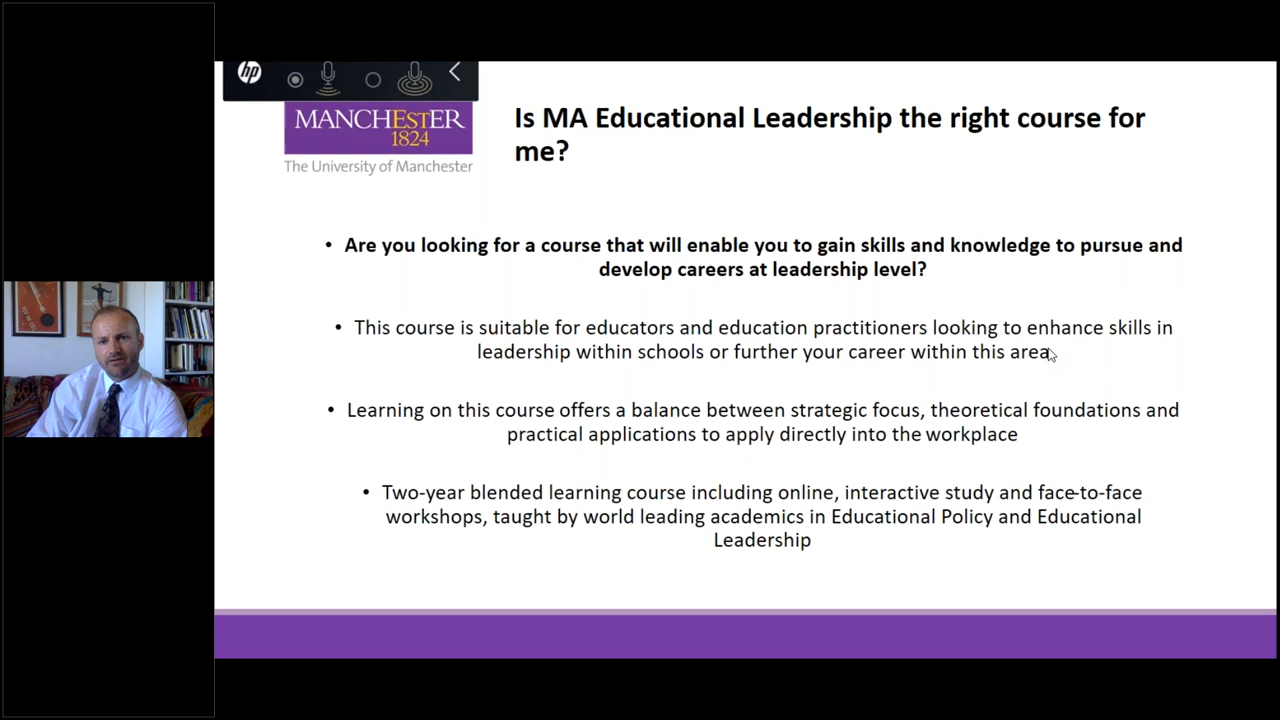 hp
MANCHESTER
1824
The University of Manchester
Is MA Educational Leadership the right course for
me?
• Are you looking for a course that will enable you to gain skills and knowledge to pursue and
develop careers at leadership level?
• This course is suitable for educators and education practitioners looking to enhance skills in
leadership within schools or further your career within this area
• Learning on this course offers a balance between strategic focus, theoretical foundations and
practical applications to apply directly into the workplace
• Two-year blended learning course including online, interactive study and face-to-face
workshops, taught by world leading academics in Educational Policy and Educational
Leadership